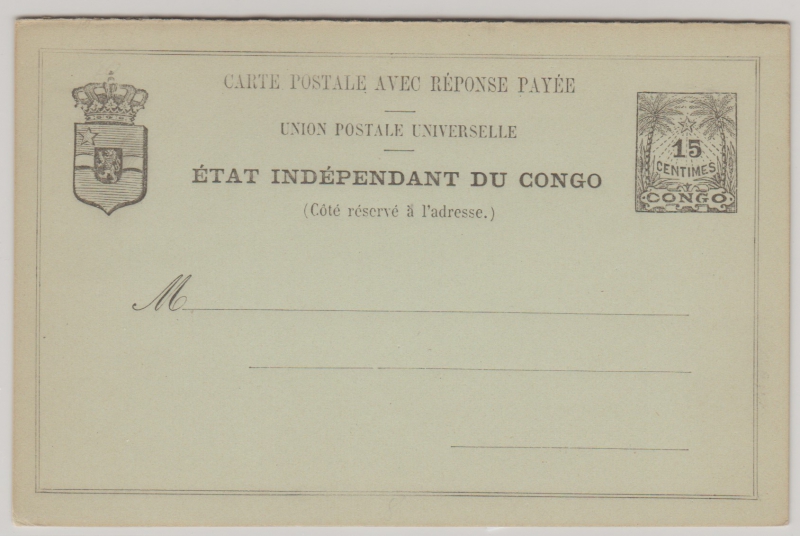 CARTE POSTALE AVEC RÉPONSE PAYÉE
UNION POSTALE UNIVERSELLE
ÉTAT INDÉPENDANT DU CONGO
(Côté réservé à l'adresse.)
15
CENTIMES
CONGO
M